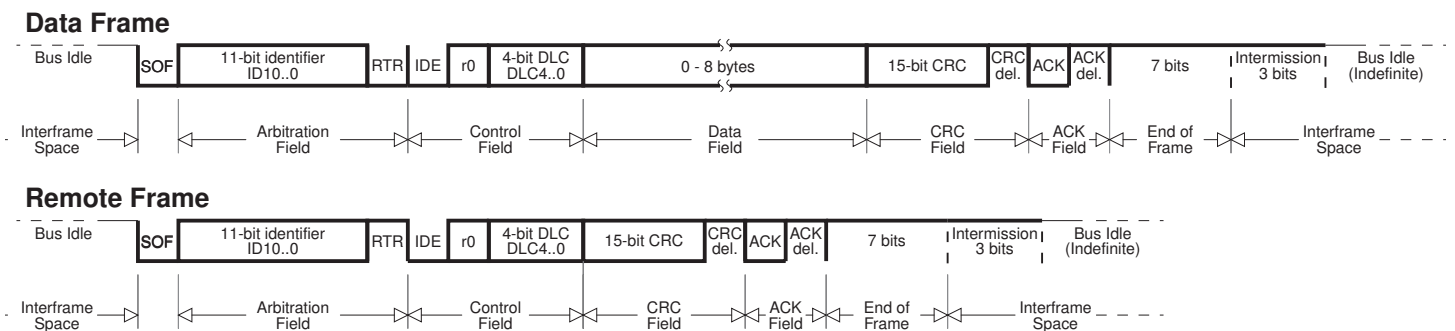 Data Frame
Bus Idle
SOF
11-bit identifier
ID10..0
RTR
IDE
r0
4-bit DLC
DLC4..0
0 - 8 bytes
15-bit CRC
CRC
del.
ACK
ACK
del.
7 bits
Intermission
3 bits
Bus Idle
(Indefinite)
Interframe
Space
Arbitration
Field
Control
Field
Data
Field
CRC
Field
ACK
Field
End of
Frame
Interframe
Space
Remote Frame
Bus Idle
SOF
11-bit identifier
ID10..0
RTR
IDE
r0
4-bit DLC
DLC4..0
15-bit CRC
CRC
del.
ACK
ACK
del.
7 bits
Intermission
3 bits
Bus Idle
(Indefinite)
Interframe
Space
Arbitration
Field
Control
Field
CRC
Field
ACK
Field
End of
Frame
Interframe
Space